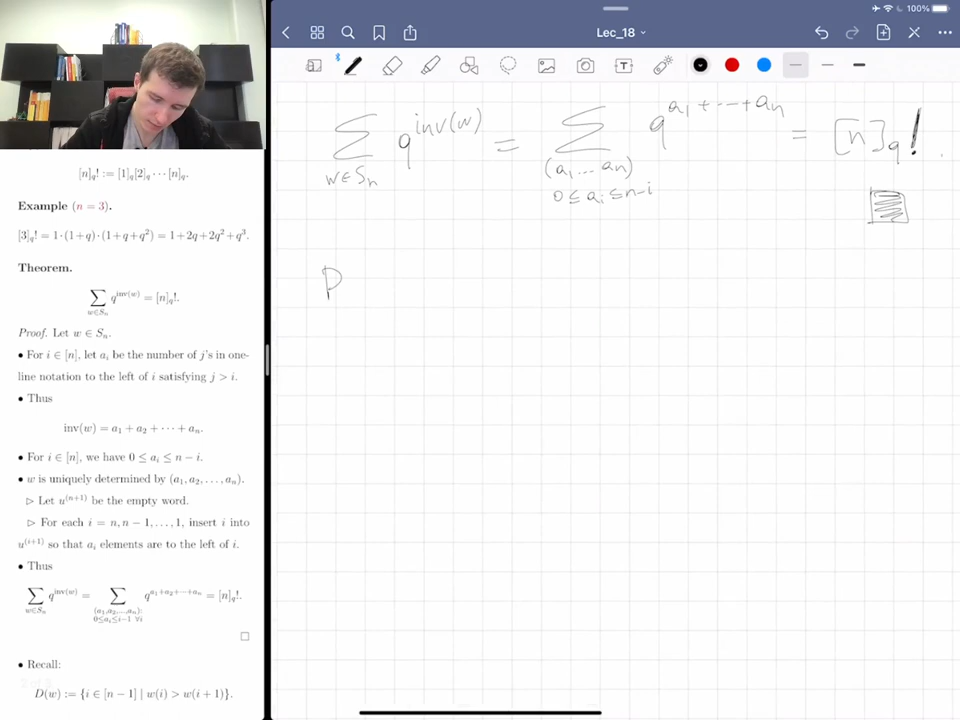 100%
Lec_18
[n]_q! := [1]_q[2]_q ⋯ [n]_q.
Example (n = 3).
[3]_q! = 1·(1+q)·(1+q+q²) = 1+2q+2q²+q³.
Theorem.
∑_{w∈S_n} q^{inv(w)} = [n]_q!.
Proof. Let w ∈ S_n.
• For i ∈ [n], let a_i be the number of j's in one-
line notation to the left of i satisfying j > i.
• Thus
inv(w) = a_1 + a_2 + ⋯ + a_n.
• For i ∈ [n], we have 0 ≤ a_i ≤ n − i.
• w is uniquely determined by (a_1, a_2, …, a_n).
▷ Let u^{(n+1)} be the empty word.
▷ For each i = n, n − 1, …, 1, insert i into
u^{(i+1)} so that a_i elements are to the left of i.
• Thus
∑_{w∈S_n} q^{inv(w)} = ∑_{(a_1,a_2,…,a_n): 0≤a_i≤i−1 ∀i} q^{a_1+a_2+⋯+a_n} = [n]_q!.
□
• Recall:
D(w) := {i ∈ [n − 1] | w(i) > w(i + 1)}.
∑_{w∈S_n} q^{inv(w)} = ∑_{(a_1…a_n) 0≤a_i≤n−i} q^{a_1+⋯+a_n} = [n]_q!.
D